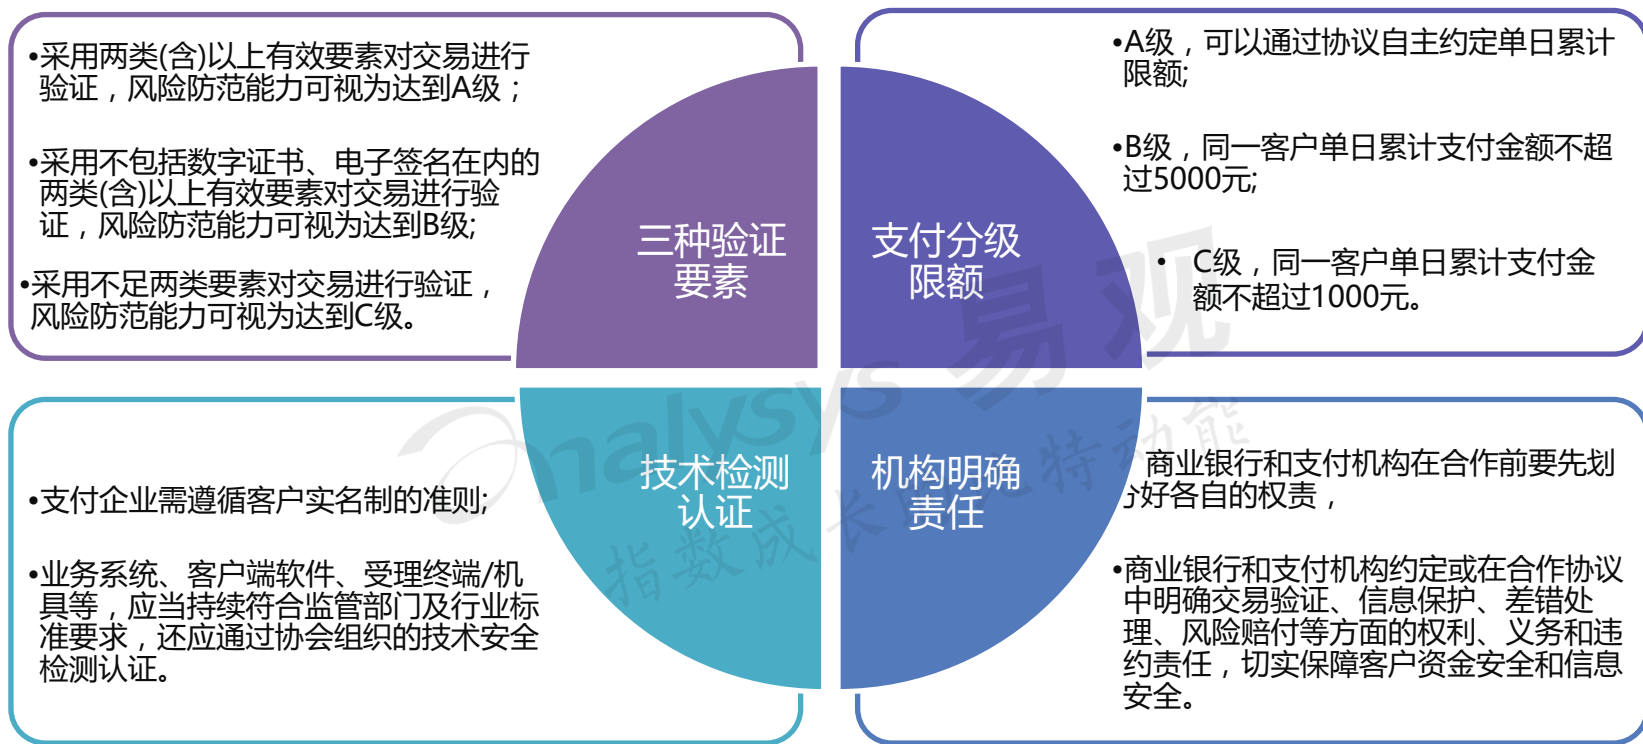 •采用两类(含)以上有效要素对交易进行
验证，风险防范能力可视为达到A级；
•采用不包括数字证书、电子签名在内的
两类(含)以上有效要素对交易进行验
证，风险防范能力可视为达到B级;
•采用不足两类要素对交易进行验证，
风险防范能力可视为达到C级。
三种验证
要素
支付分级
限额
•A级，可以通过协议自主约定单日累计
限额;
•B级，同一客户单日累计支付金额不超
过5000元;
• C级，同一客户单日累计支付金
额不超过1000元。
•支付企业需遵循客户实名制的准则;
•业务系统、客户端软件、受理终端/机
具等，应当持续符合监管部门及行业标
准要求，还应通过协会组织的技术安全
检测认证。
技术检测
认证
机构明确
责任
商业银行和支付机构在合作前要先划
分好各自的权责，
•商业银行和支付机构约定或在合作协议
中明确交易验证、信息保护、差错处
理、风险赔付等方面的权利、义务和违
约责任，切实保障客户资金安全和信息
安全。
analysys 易观